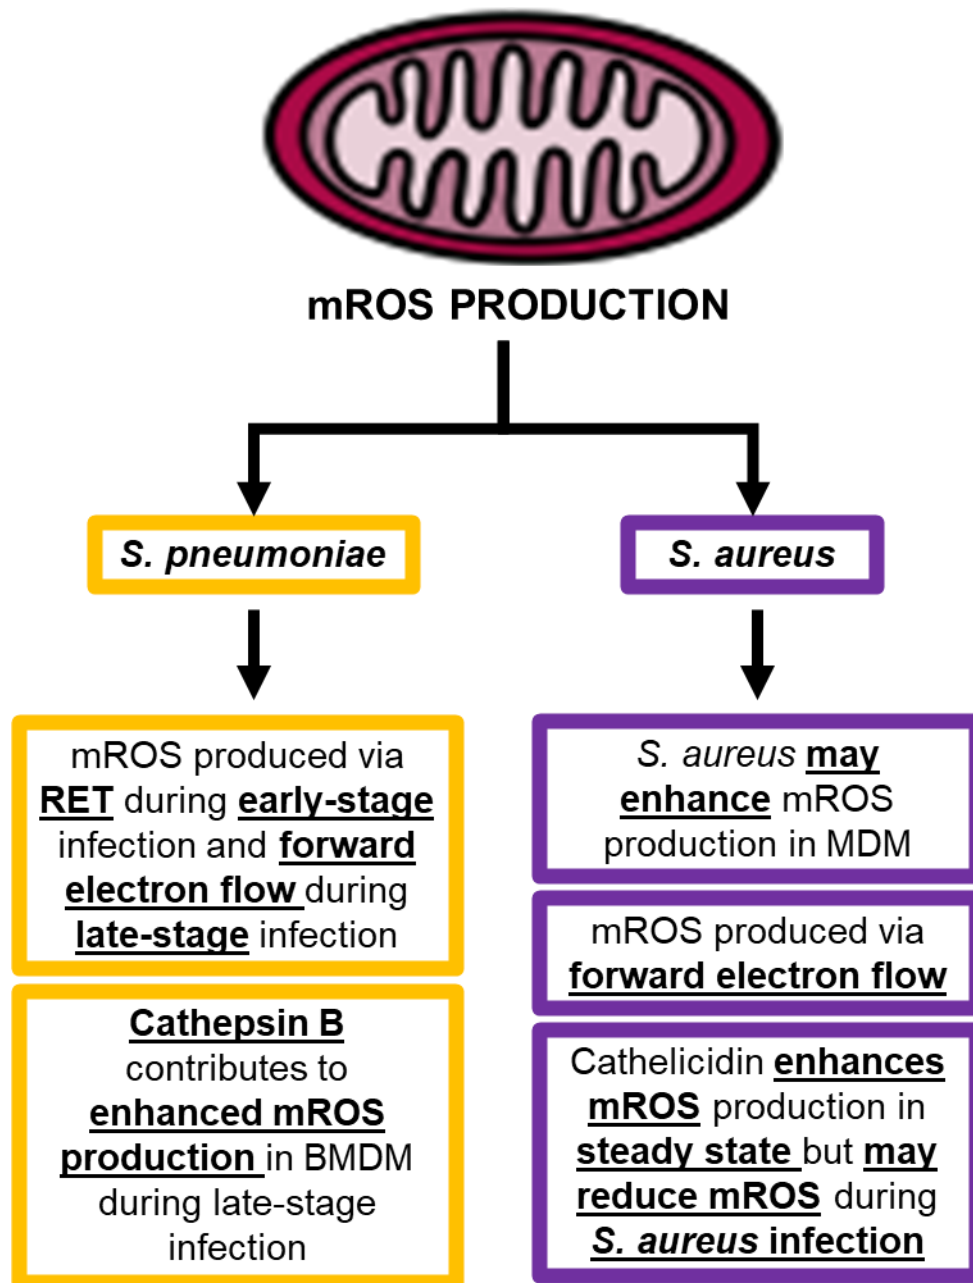 mROS PRODUCTION
S. pneumoniae
S. aureus
mROS produced via
RET during early-stage
infection and forward
electron flow during
late-stage infection
Cathepsin B
contributes to
enhanced mROS
production in BMDM
during late-stage
infection
S. aureus may
enhance mROS
production in MDM
mROS produced via
forward electron flow
Cathelicidin enhances
mROS production in
steady state but may
reduce mROS during
S. aureus infection